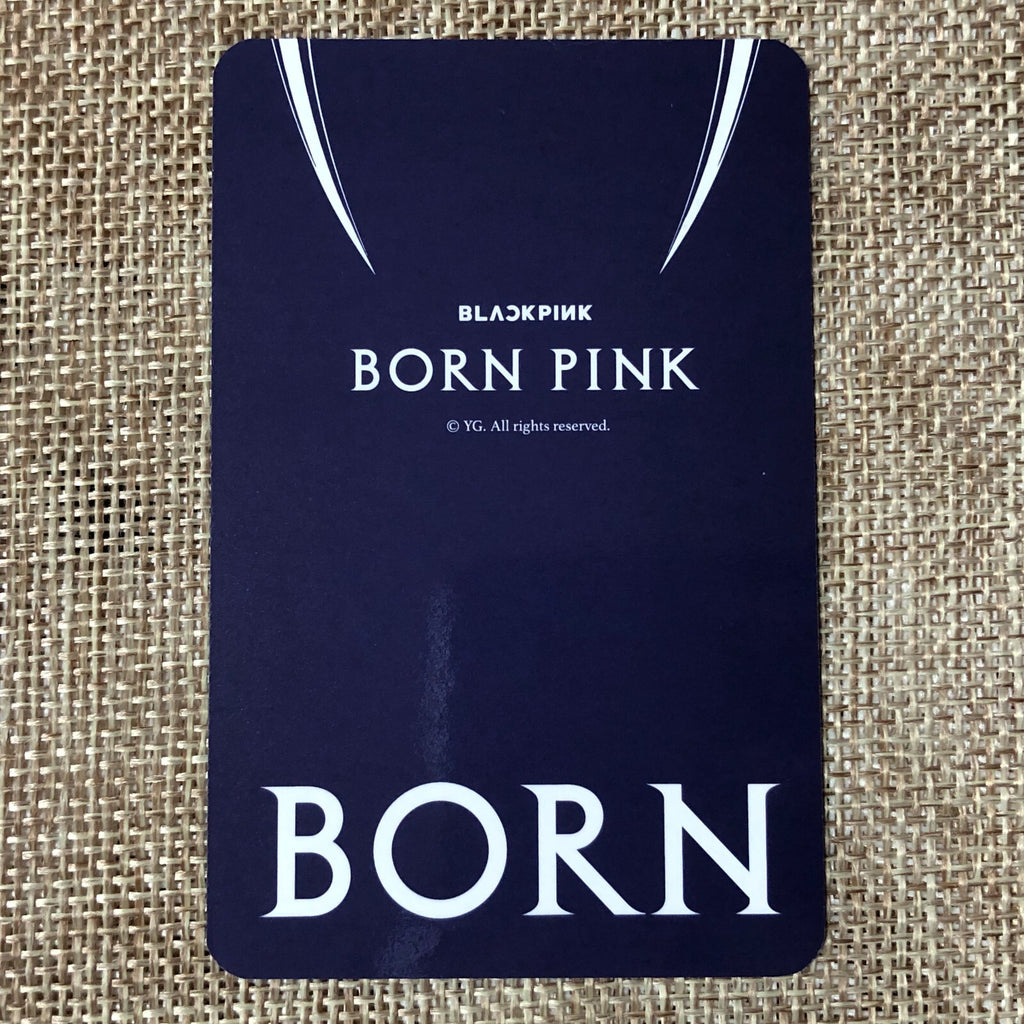 BLACKPINK
BORN PINK
© YG. All rights reserved.
BORN